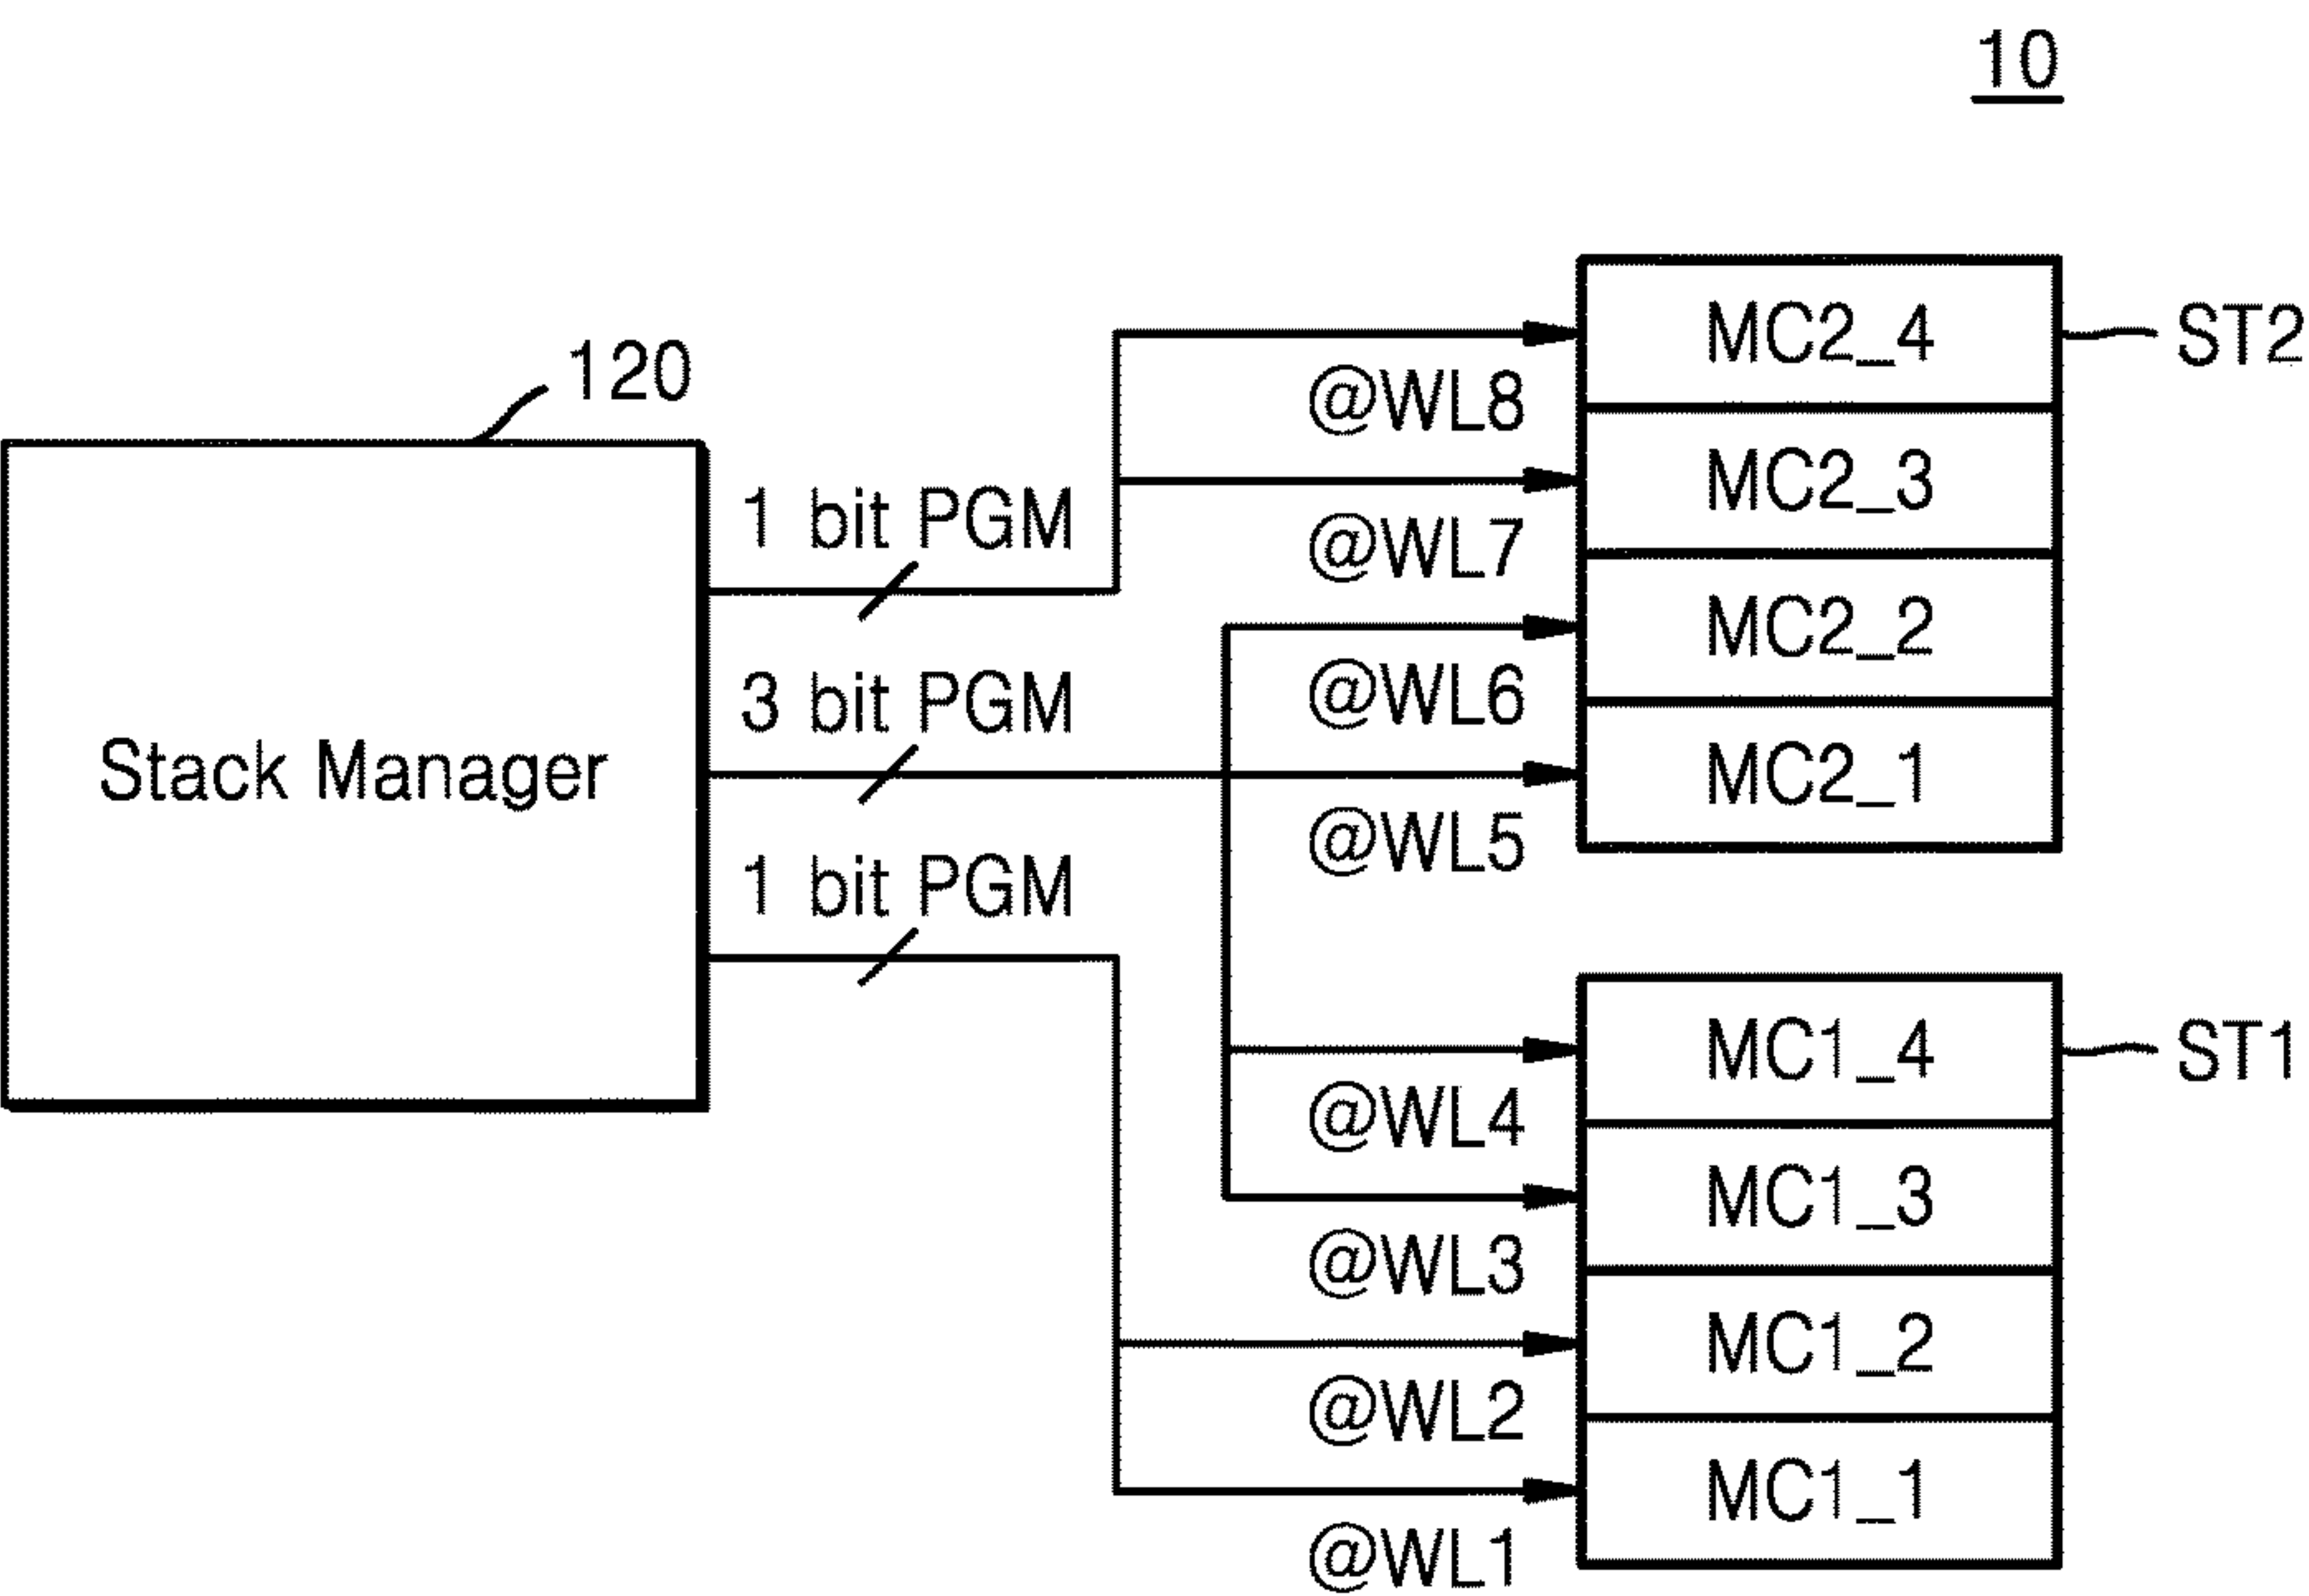 10
MC2_4
ST2
120
@WL8
MC2_3
1 bit PGM
@WL7
MC2_2
3 bit PGM
@WL6
Stack Manager
MC2_1
@WL5
1 bit PGM
MC1_4
ST1
@WL4
MC1_3
@WL3
MC1_2
@WL2
MC1_1
@WL1